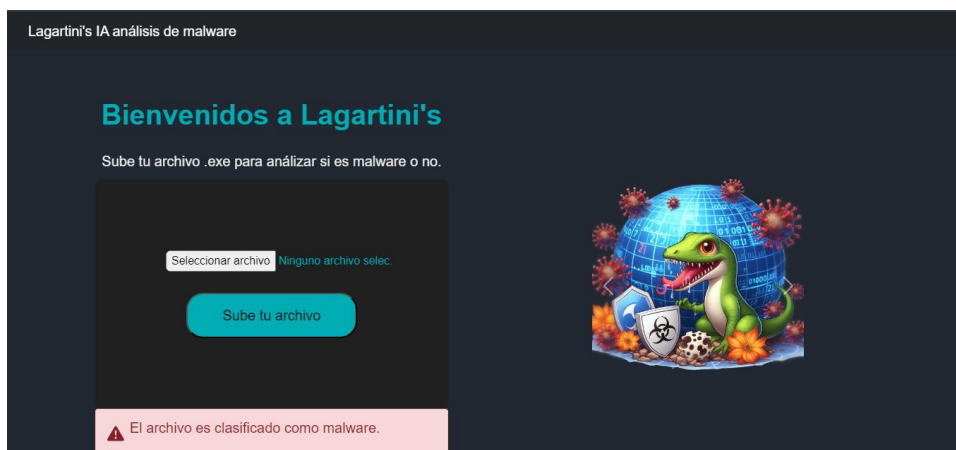 Lagartini's IA análisis de malware
Bienvenidos a Lagartini's
Sube tu archivo .exe para análizar si es malware o no.
Seleccionar archivo Ninguno archivo selec.
Sube tu archivo
El archivo es clasificado como malware.